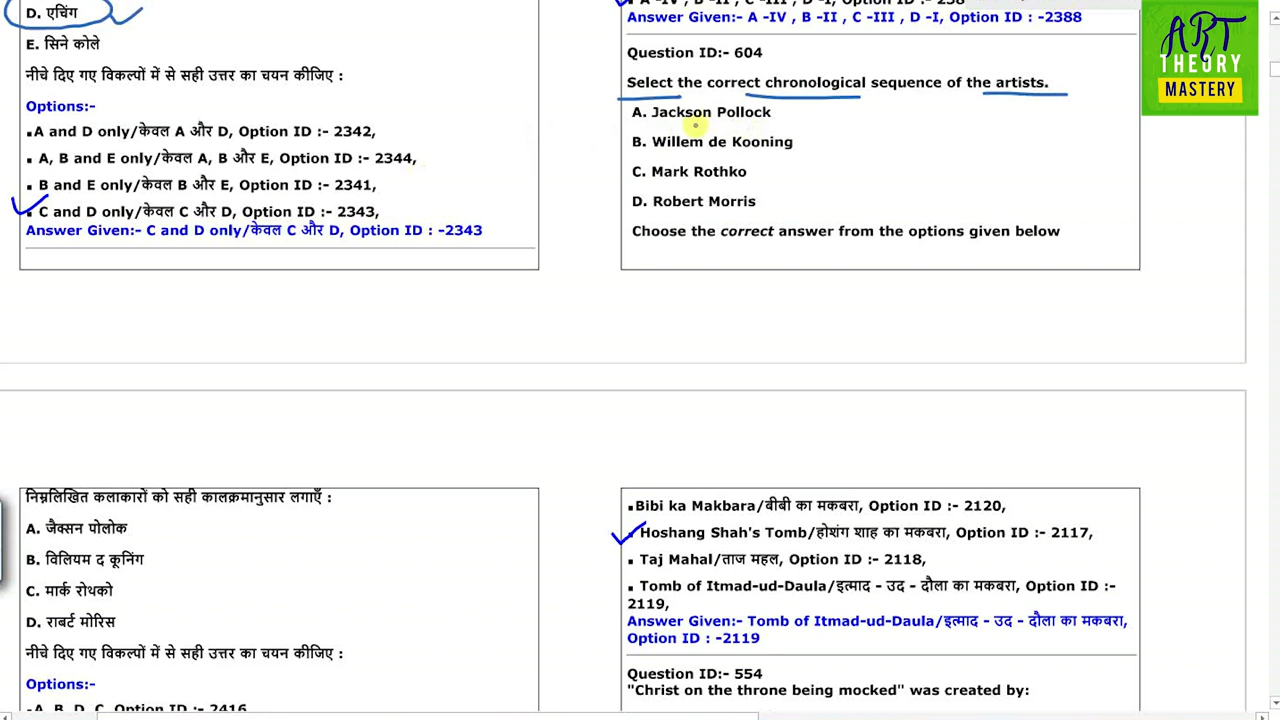 D. एचिंग
E. सिने कोले
नीचे दिए गए विकल्पों में से सही उत्तर का चयन कीजिए :
Options:-
▪A and D only/केवल A और D, Option ID :- 2342,
▪ A, B and E only/केवल A, B और E, Option ID :- 2344,
▪ B and E only/केवल B और E, Option ID :- 2341,
▪ C and D only/केवल C और D, Option ID :- 2343,
Answer Given:- C and D only/केवल C और D, Option ID : -2343
Answer Given:- A -IV , B -II , C -III , D -I, Option ID : -2388
Question ID:- 604
Select the correct chronological sequence of the artists.
A. Jackson Pollock
B. Willem de Kooning
C. Mark Rothko
D. Robert Morris
Choose the correct answer from the options given below
ART
THEORY
MASTERY
निम्नलिखित कलाकारों को सही कालक्रमानुसार लगाएँ :
A. जैक्सन पोलोक
B. विलियम द कूनिंग
C. मार्क रोथको
D. राबर्ट मोरिस
नीचे दिए गए विकल्पों में से सही उत्तर का चयन कीजिए :
Options:-
▪A, B, D, C, Option ID :- 2416,
▪Bibi ka Makbara/बीबी का मकबरा, Option ID :- 2120,
▪ Hoshang Shah's Tomb/होशंग शाह का मकबरा, Option ID :- 2117,
▪ Taj Mahal/ताज महल, Option ID :- 2118,
▪ Tomb of Itmad-ud-Daula/इत्माद - उद - दौला का मकबरा, Option ID :-
2119,
Answer Given:- Tomb of Itmad-ud-Daula/इत्माद - उद - दौला का मकबरा,
Option ID : -2119
Question ID:- 554
"Christ on the throne being mocked" was created by: